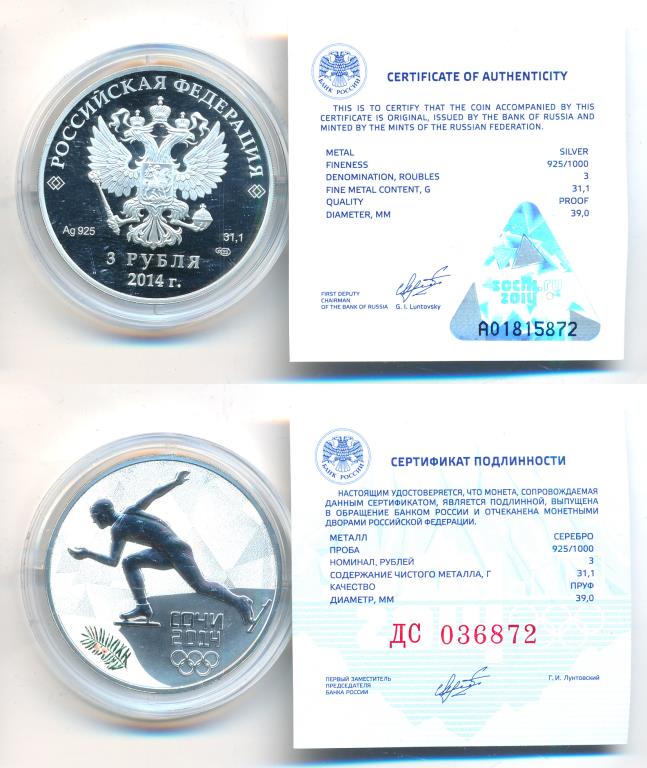 РОССИЙСКАЯ ФЕДЕРАЦИЯ
Ag 925
31,1
3 РУБЛЯ
2014 г.
БАНК РОССИИ
CERTIFICATE OF AUTHENTICITY
THIS IS TO CERTIFY THAT THE COIN ACCOMPANIED BY THIS
CERTIFICATE IS ORIGINAL, ISSUED BY THE BANK OF RUSSIA AND
MINTED BY THE MINTS OF THE RUSSIAN FEDERATION.
METAL SILVER
FINENESS 925/1000
DENOMINATION, ROUBLES 3
FINE METAL CONTENT, G 31,1
QUALITY PROOF
DIAMETER, MM 39,0
FIRST DEPUTY
CHAIRMAN
OF THE BANK OF RUSSIA G. I. Luntovsky
sochi.ru
2014
A01815872
СОЧИ
2014
БАНК РОССИИ
СЕРТИФИКАТ ПОДЛИННОСТИ
НАСТОЯЩИМ УДОСТОВЕРЯЕТСЯ, ЧТО МОНЕТА, СОПРОВОЖДАЕМАЯ
ДАННЫМ СЕРТИФИКАТОМ, ЯВЛЯЕТСЯ ПОДЛИННОЙ, ВЫПУЩЕНА
В ОБРАЩЕНИЕ БАНКОМ РОССИИ И ОТЧЕКАНЕНА МОНЕТНЫМИ
ДВОРАМИ РОССИЙСКОЙ ФЕДЕРАЦИИ.
МЕТАЛЛ СЕРЕБРО
ПРОБА 925/1000
НОМИНАЛ, РУБЛЕЙ 3
СОДЕРЖАНИЕ ЧИСТОГО МЕТАЛЛА, Г 31,1
КАЧЕСТВО ПРУФ
ДИАМЕТР, ММ 39,0
ДС 036872
ПЕРВЫЙ ЗАМЕСТИТЕЛЬ
ПРЕДСЕДАТЕЛЯ
БАНКА РОССИИ
Г.И. Лунтовский